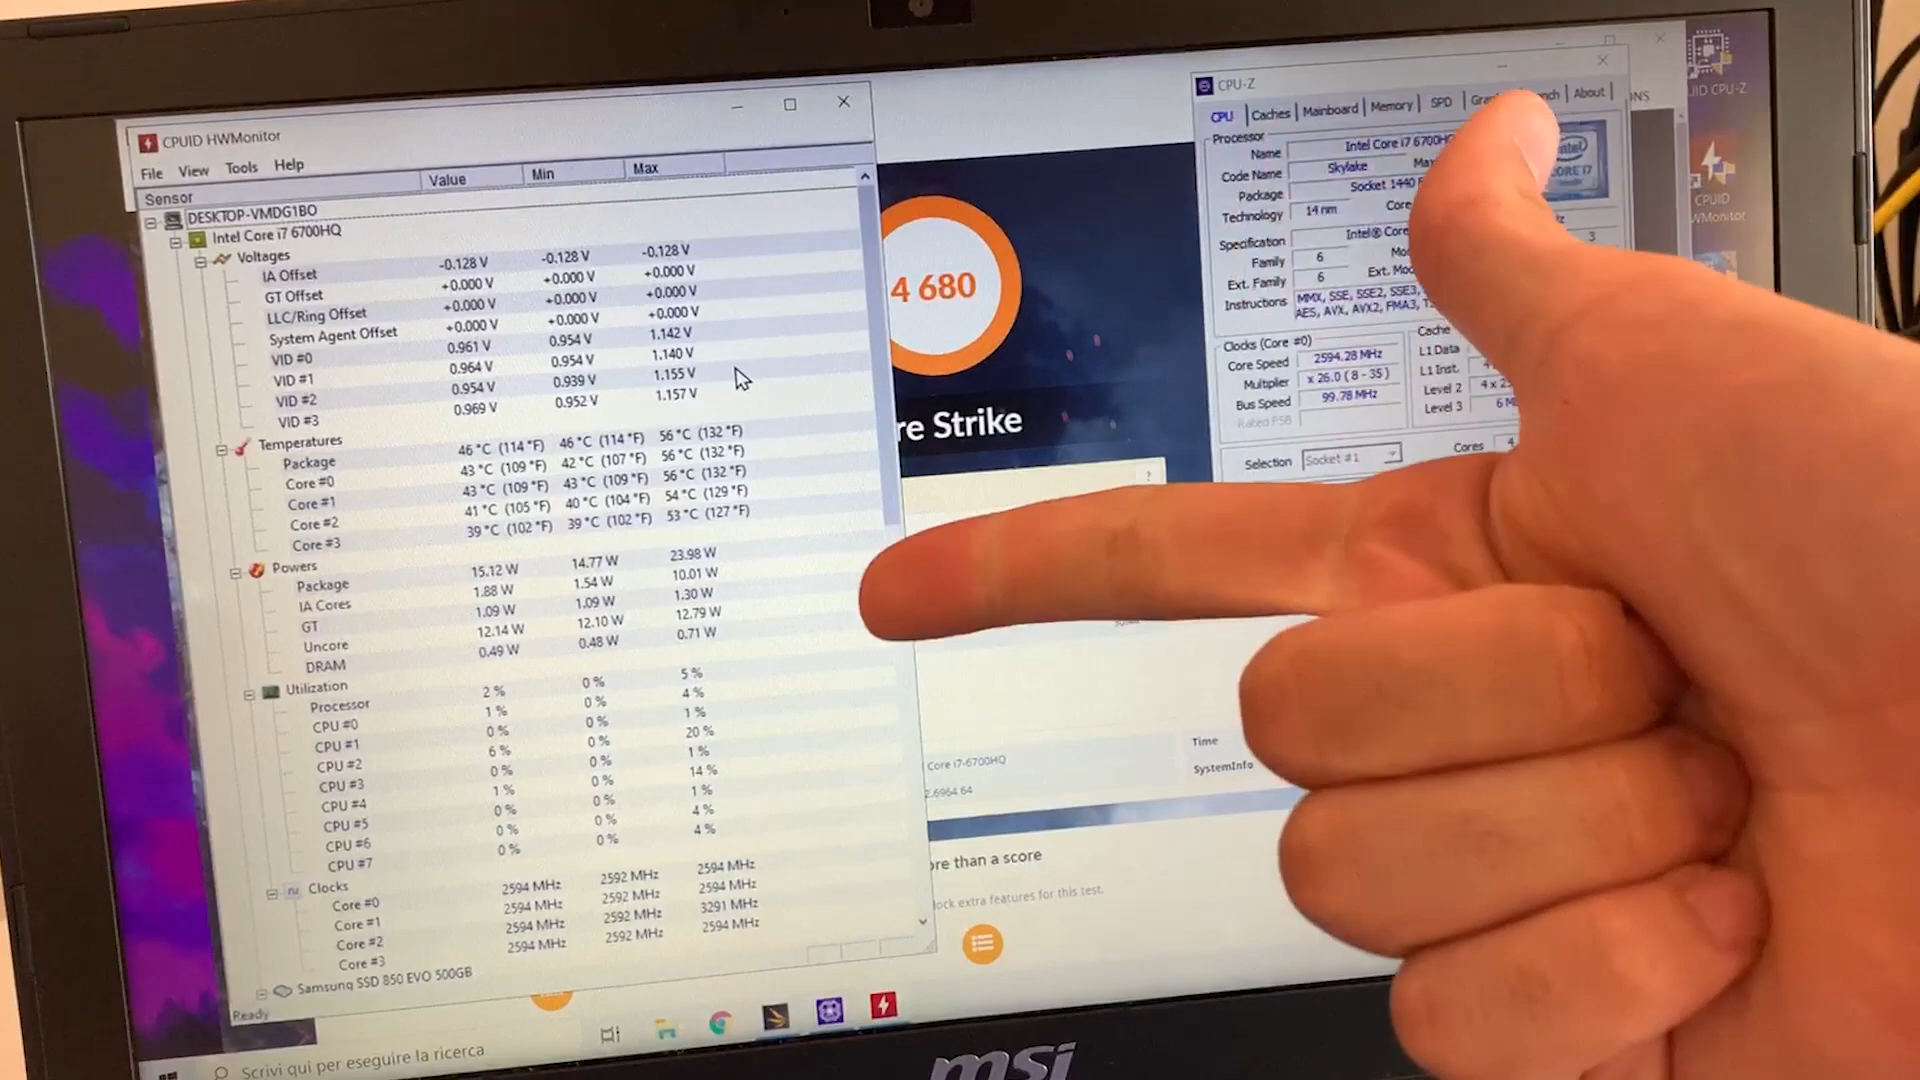 CPUID HWMonitor
File View Tools Help
Sensor Value Min Max
DESKTOP-VMDG1BO
Intel Core i7 6700HQ
Voltages
IA Offset -0.128 V -0.128 V -0.128 V
GT Offset +0.000 V +0.000 V +0.000 V
LLC/Ring Offset +0.000 V +0.000 V +0.000 V
System Agent Offset +0.000 V +0.000 V +0.000 V
VID #0 0.961 V 0.954 V 1.142 V
VID #1 0.964 V 0.954 V 1.140 V
VID #2 0.954 V 0.939 V 1.155 V
VID #3 0.969 V 0.952 V 1.157 V
Temperatures
Package 46 °C (114 °F) 46 °C (114 °F) 56 °C (132 °F)
Core #0 43 °C (109 °F) 42 °C (107 °F) 56 °C (132 °F)
Core #1 43 °C (109 °F) 43 °C (109 °F) 56 °C (132 °F)
Core #2 41 °C (105 °F) 40 °C (104 °F) 54 °C (129 °F)
Core #3 39 °C (102 °F) 39 °C (102 °F) 53 °C (127 °F)
Powers
Package 15.12 W 14.77 W 23.98 W
IA Cores 1.88 W 1.54 W 10.01 W
GT 1.09 W 1.09 W 1.30 W
Uncore 12.14 W 12.10 W 12.79 W
DRAM 0.49 W 0.48 W 0.71 W
Utilization
Processor 2 % 0 % 5 %
CPU #0 1 % 0 % 4 %
CPU #1 0 % 0 % 1 %
CPU #2 6 % 0 % 20 %
CPU #3 0 % 0 % 1 %
CPU #4 1 % 0 % 14 %
CPU #5 0 % 0 % 1 %
CPU #6 0 % 0 % 4 %
CPU #7 0 % 0 % 4 %
Clocks
Core #0 2594 MHz 2592 MHz 2594 MHz
Core #1 2594 MHz 2592 MHz 2594 MHz
Core #2 2594 MHz 2592 MHz 3291 MHz
Core #3 2594 MHz 2592 MHz 2594 MHz
Samsung SSD 850 EVO 500GB
Ready
4 680
re Strike
?
Core i7-6700HQ
2.6964 64
Time
SystemInfo
ore than a score
lock extra features for this test.
CPU-Z
CPU Caches Mainboard Memory SPD About
Processor
Name Intel Core i7 6700HQ
Code Name Skylake Max
Package Socket 1440
Technology 14 nm Core
Specification Intel® Core
Family 6
Ext. Family 6 Ext. Mo
Instructions MMX, SSE, SSE2, SSE3,
AES, AVX, AVX2, FMA3,
3
Clocks (Core #0)
Core Speed 2594.28 MHz
Multiplier x 26.0 ( 8 - 35 )
Bus Speed 99.78 MHz
Rated FSB
Cache
L1 Data
L1 Inst.
Level 2
Level 3
Selection Socket #1
Cores 4
intel
CORE i7
CPU-Z
CPUID
Scrivi qui per eseguire la ricerca
msi